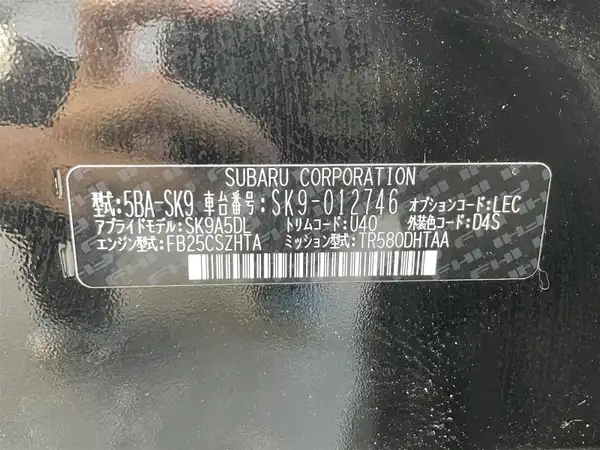 SUBARU CORPORATION
型式:5BA-SK9 車台番号:SK9-012746 オプションコード:LEC
アプライドモデル:SK9A5DL トリムコード:U40 外装色コード:D4S
エンジン型式:FB25CSZHTA ミッション型式:TR580DHTAA